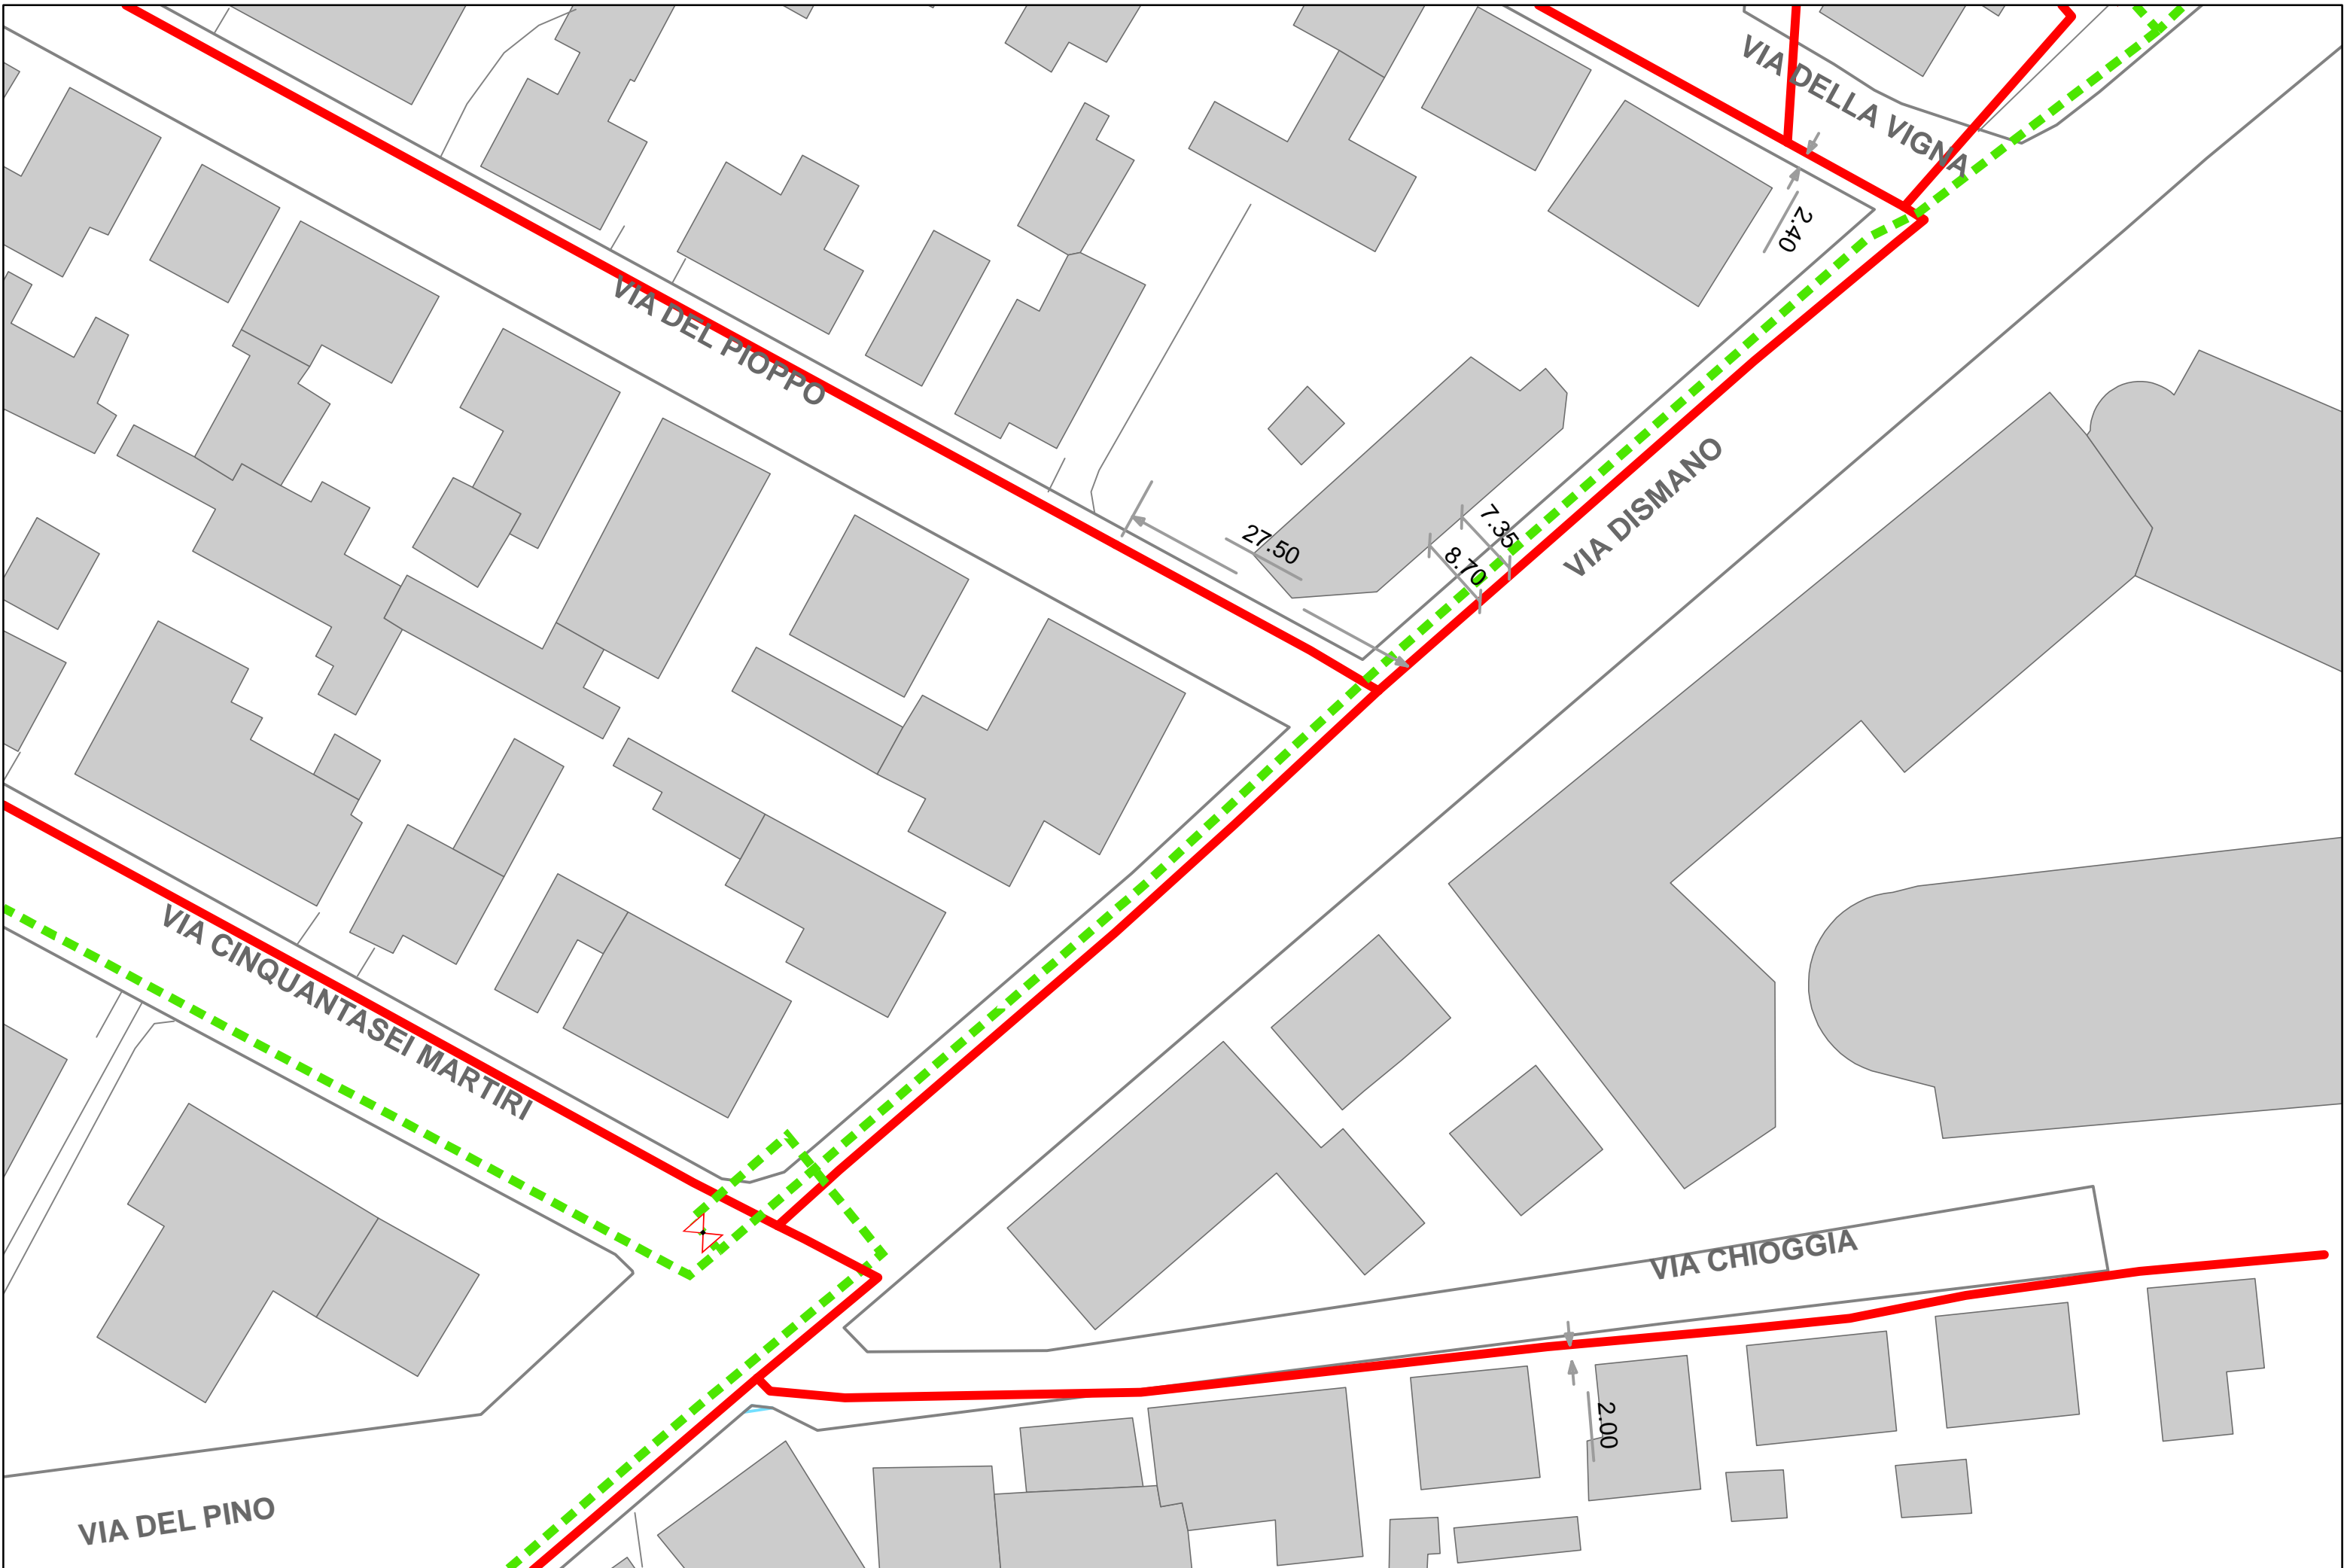 VIA DELLA VIGNA
2.40
VIA DEL PIOPPO
VIA DISMANO
7.35
27.50
8.70
VIA CINQUANTASEI MARTIRI
VIA CHIOGGIA
2.00
VIA DEL PINO